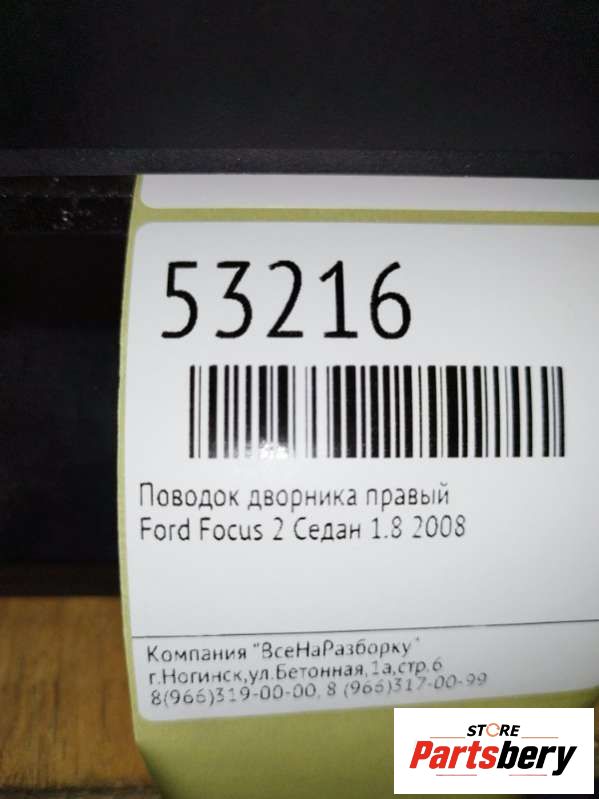 53216
Поводок дворника правый
Ford Focus 2 Седан 1.8 2008
Компания "ВсеНаРазборку"
г.Ногинск,ул.Бетонная,1а,стр.6
8(966)319-00-00, 8 (966)317-00-99
STORE
Partsbery